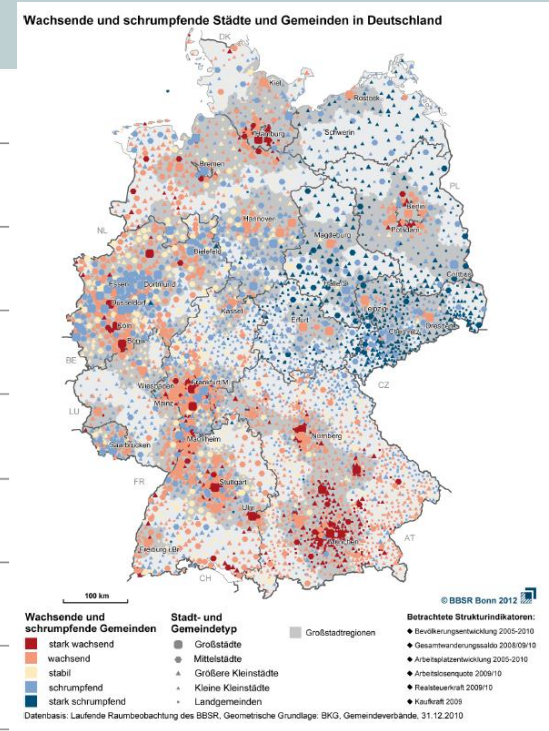 Wachsende und schrumpfende Städte und Gemeinden in Deutschland
DK
Kiel
Rostock
Hamburg
Schwerin
Bremen
PL
Berlin
Hannover
Potsdam
NL
Magdeburg
Bielefeld
Cottbus
Essen Dortmund
Halle/S.
Düsseldorf
Leipzig
Kassel
Köln
Erfurt
Chemnitz
Dresden
Bonn
BE
Wiesbaden
Frankfurt/M.
CZ
Mainz
LU
Mannheim
Nürnberg
Saarbrücken
FR
Stuttgart
Ulm
München
AT
Freiburg i.Br.
CH
100 km
© BBSR Bonn 2012
Wachsende und
schrumpfende Gemeinden
stark wachsend
wachsend
stabil
schrumpfend
stark schrumpfend
Stadt- und
Gemeindetyp
Großstädte
Mittelstädte
Größere Kleinstädte
Kleine Kleinstädte
Landgemeinden
Großstadtregionen
Betrachtete Strukturindikatoren:
Bevölkerungsentwicklung 2005-2010
Gesamtwanderungssaldo 2008/09/10
Arbeitsplatzentwicklung 2005-2010
Arbeitslosenquote 2009/10
Realsteuerkraft 2009/10
Kaufkraft 2009
Datenbasis: Laufende Raumbeobachtung des BBSR, Geometrische Grundlage: BKG, Gemeindeverbände, 31.12.2010